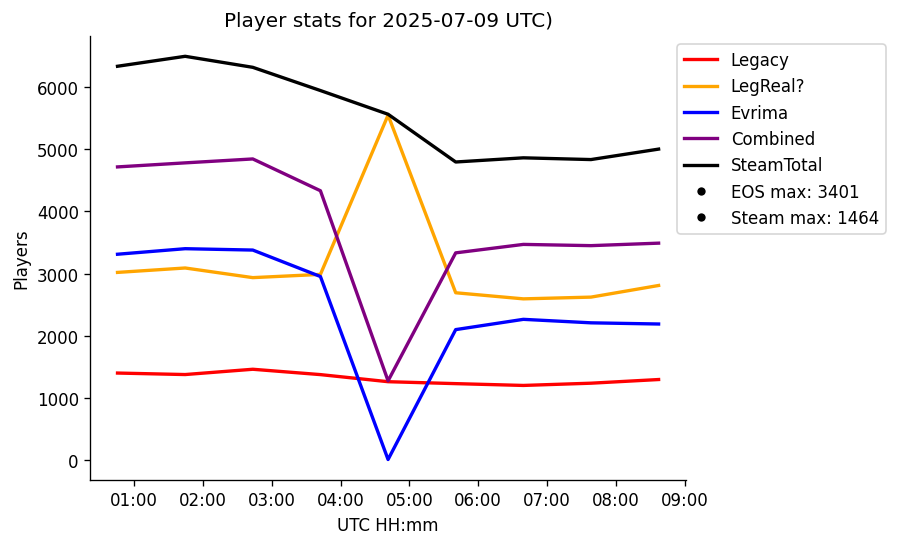 Player stats for 2025-07-09 UTC)
Legacy
LegReal?
Evrima
Combined
SteamTotal
EOS max: 3401
Steam max: 1464
Players
6000
5000
4000
3000
2000
1000
0
01:00 02:00 03:00 04:00 05:00 06:00 07:00 08:00 09:00
UTC HH:mm